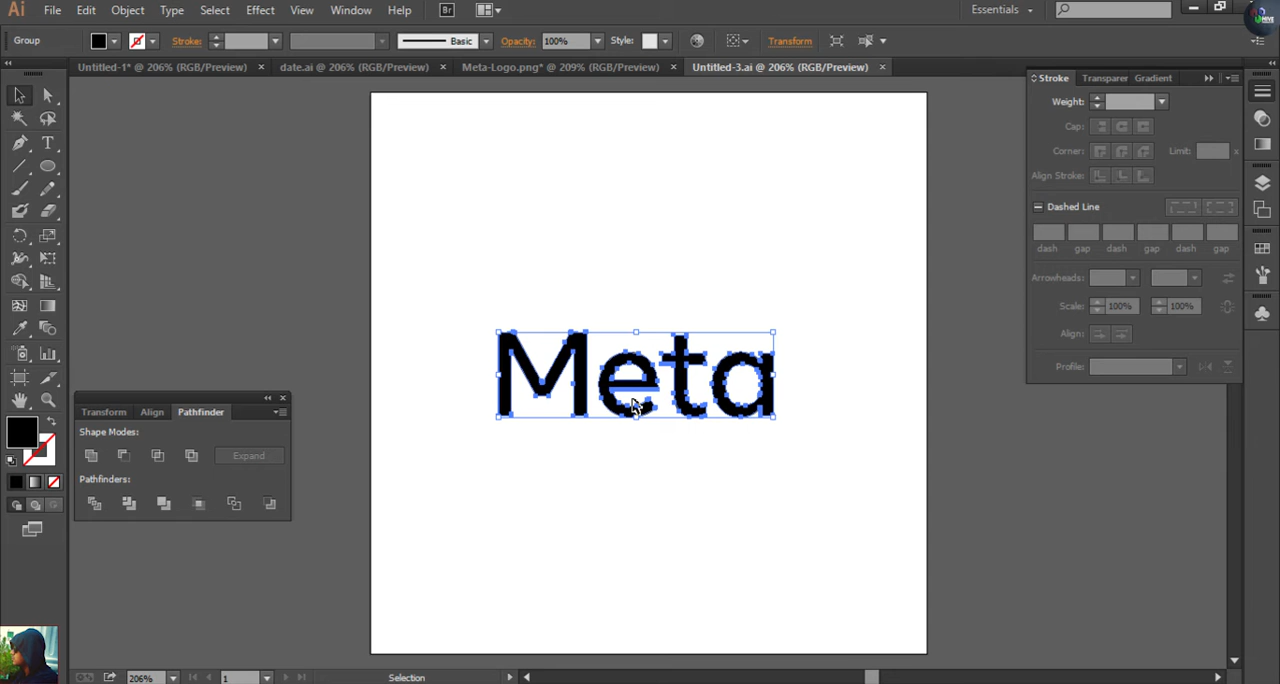 Ai File Edit Object Type Select Effect View Window Help Br Essentials
Group Stroke: Basic Opacity: 100% Style: Transform
Untitled-1* @ 206% (RGB/Preview) × date.ai @ 206% (RGB/Preview) × Meta-Logo.png* @ 209% (RGB/Preview) × Untitled-3.ai @ 206% (RGB/Preview) ×
Stroke Transparer Gradient
Weight:
Cap:
Corner: Limit: x
Align Stroke:
Dashed Line
dash gap dash gap dash gap
Arrowheads:
Scale: 100% 100%
Align:
Profile:
Meta
Transform Align Pathfinder
Shape Modes:
Expand
Pathfinders:
206% 1 Selection